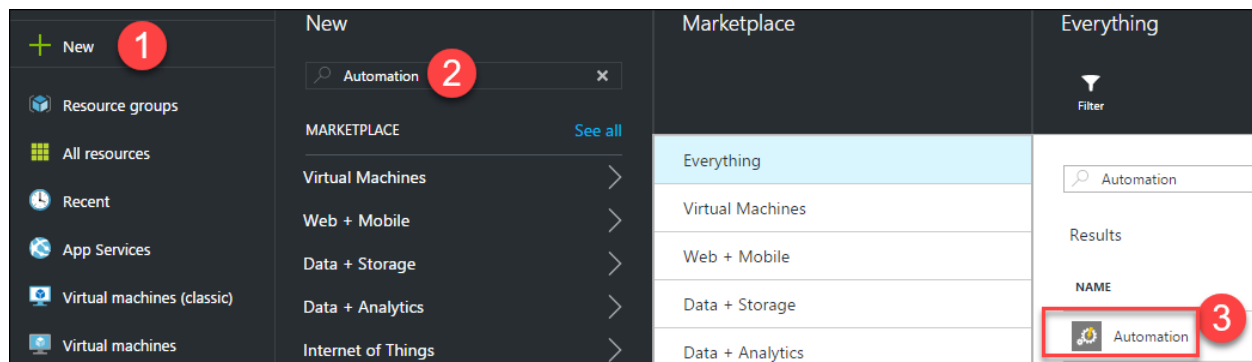 New
1
Resource groups
All resources
Recent
App Services
Virtual machines (classic)
Virtual machines
New
Automation
2
MARKETPLACE
See all
Virtual Machines
Web + Mobile
Data + Storage
Data + Analytics
Internet of Things
Marketplace
Everything
Virtual Machines
Web + Mobile
Data + Storage
Data + Analytics
Everything
Filter
Automation
Results
NAME
Automation
3